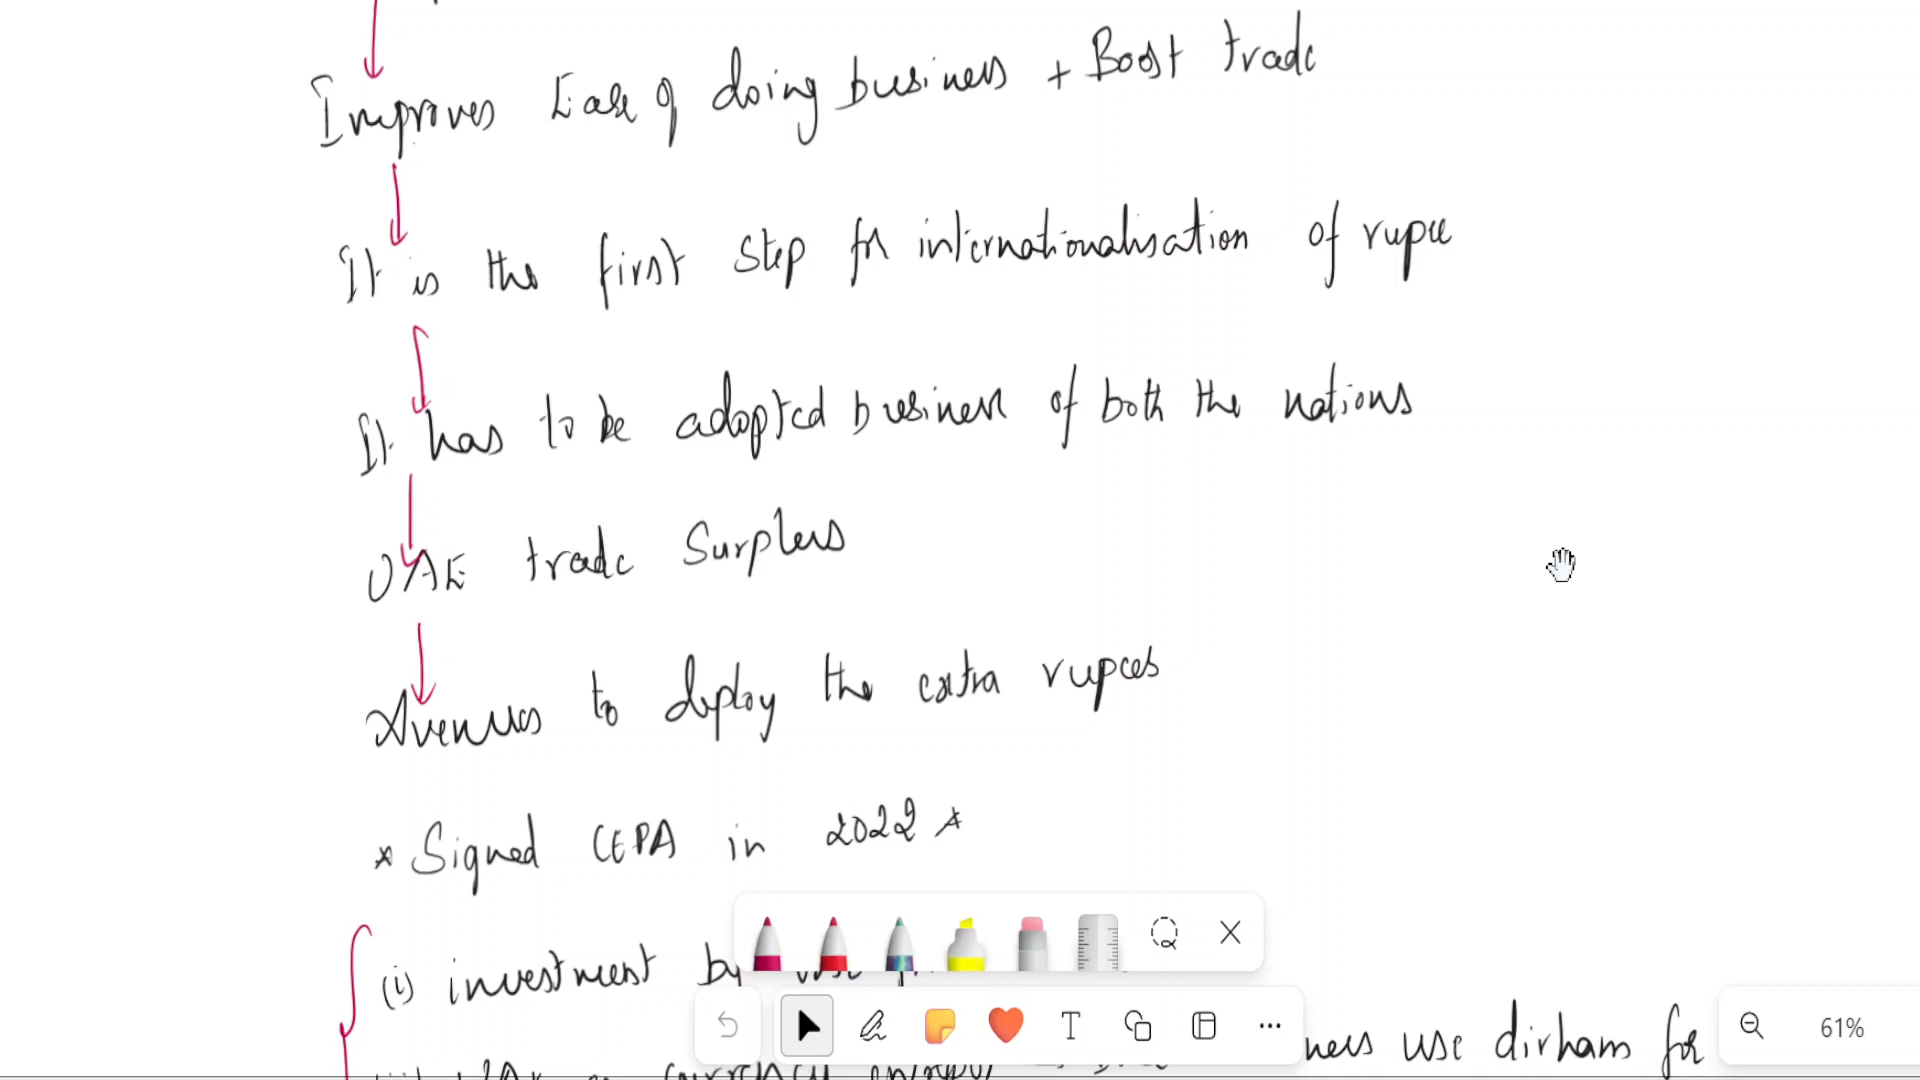 Improves Ease of doing business + Boost trade
It is the first step for internationalisation of rupee
It has to be adopted business of both the nations
UAE trade Surplus
Avenues to deploy the extra rupees
* Signed CEPA in 2022 *
(i) investment by
use dirham for
61%